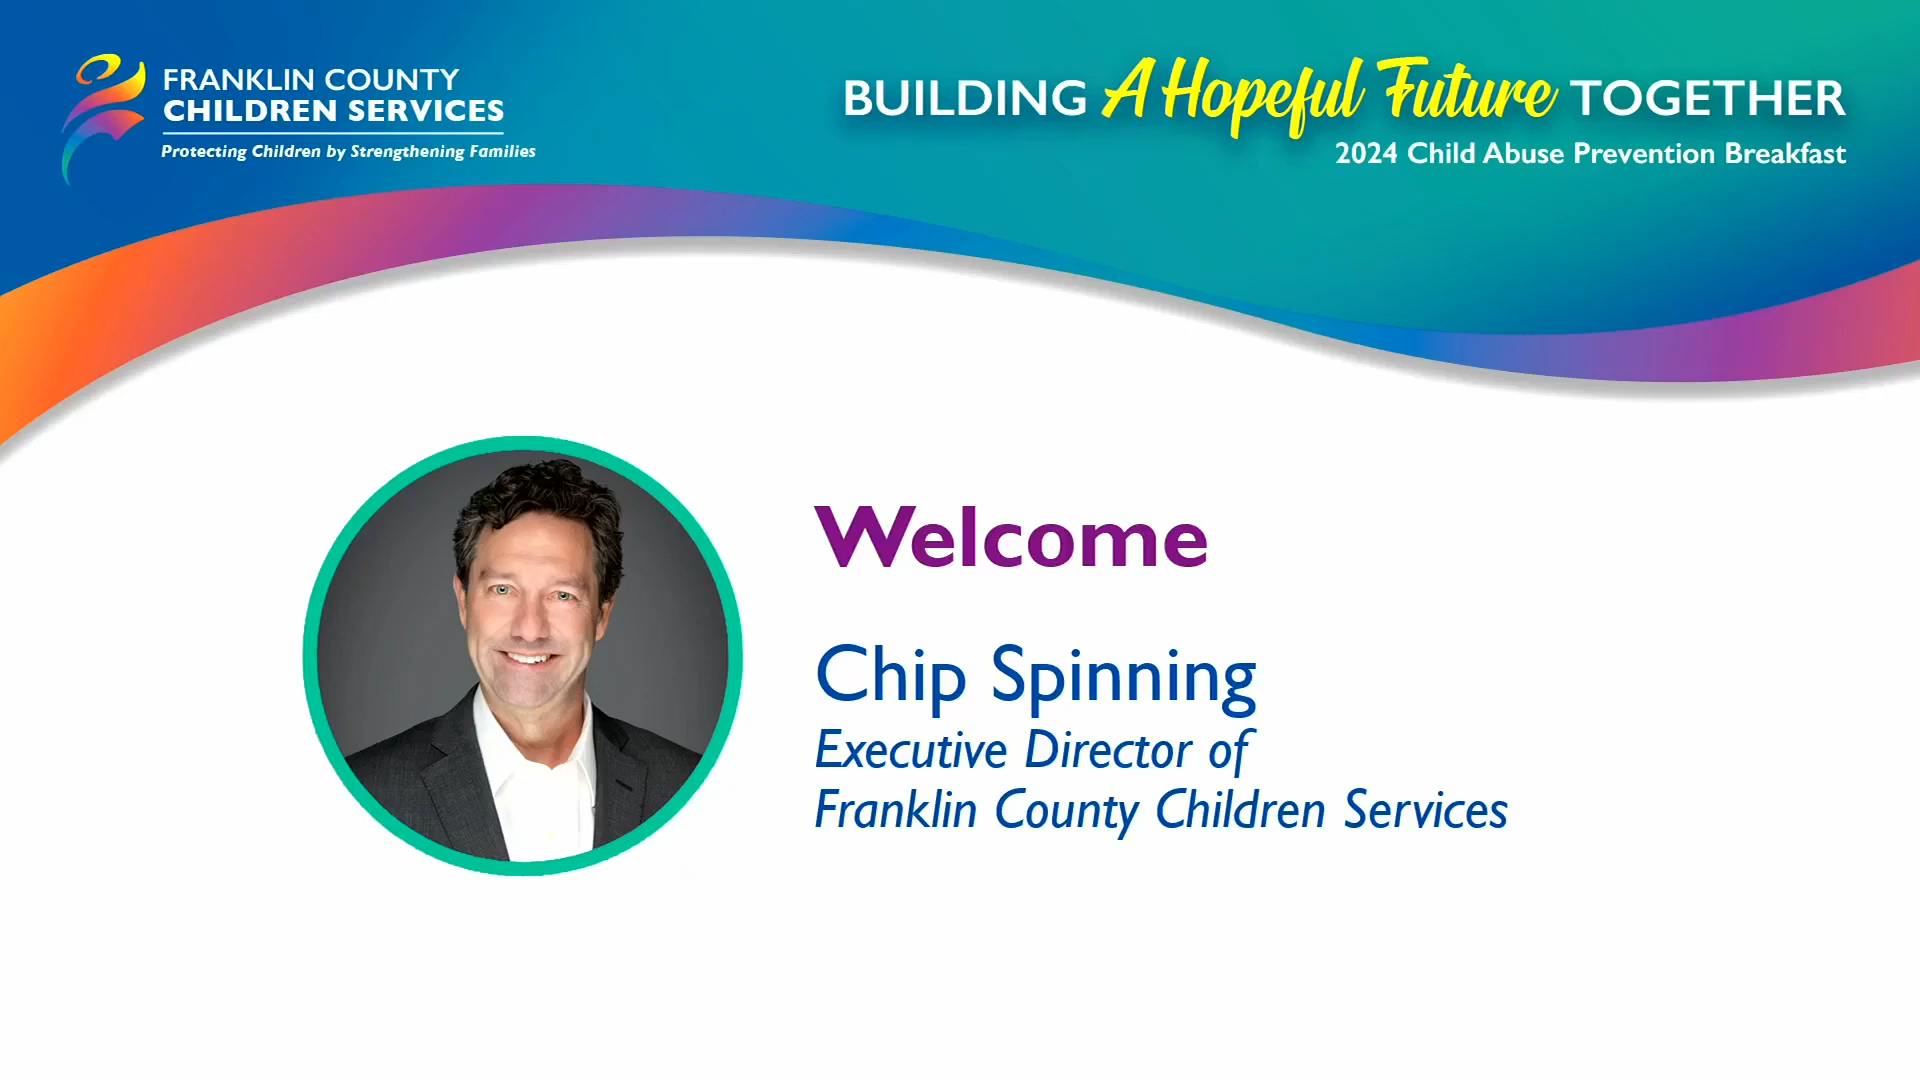 FRANKLIN COUNTY
CHILDREN SERVICES
Protecting Children by Strengthening Families
BUILDING A Hopeful Future TOGETHER
2024 Child Abuse Prevention Breakfast
Welcome
Chip Spinning
Executive Director of
Franklin County Children Services